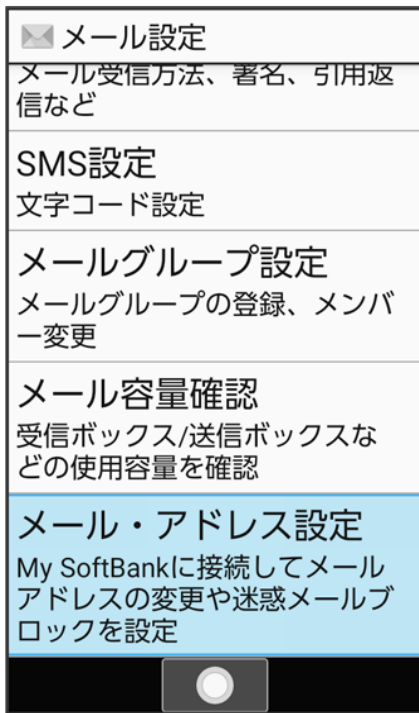 メール設定
メール受信方法、署名、引用返
信など
SMS設定
文字コード設定
メールグループ設定
メールグループの登録、メンバ
ー変更
メール容量確認
受信ボックス/送信ボックスな
どの使用容量を確認
メール・アドレス設定
My SoftBankに接続してメール
アドレスの変更や迷惑メールブ
ロックを設定